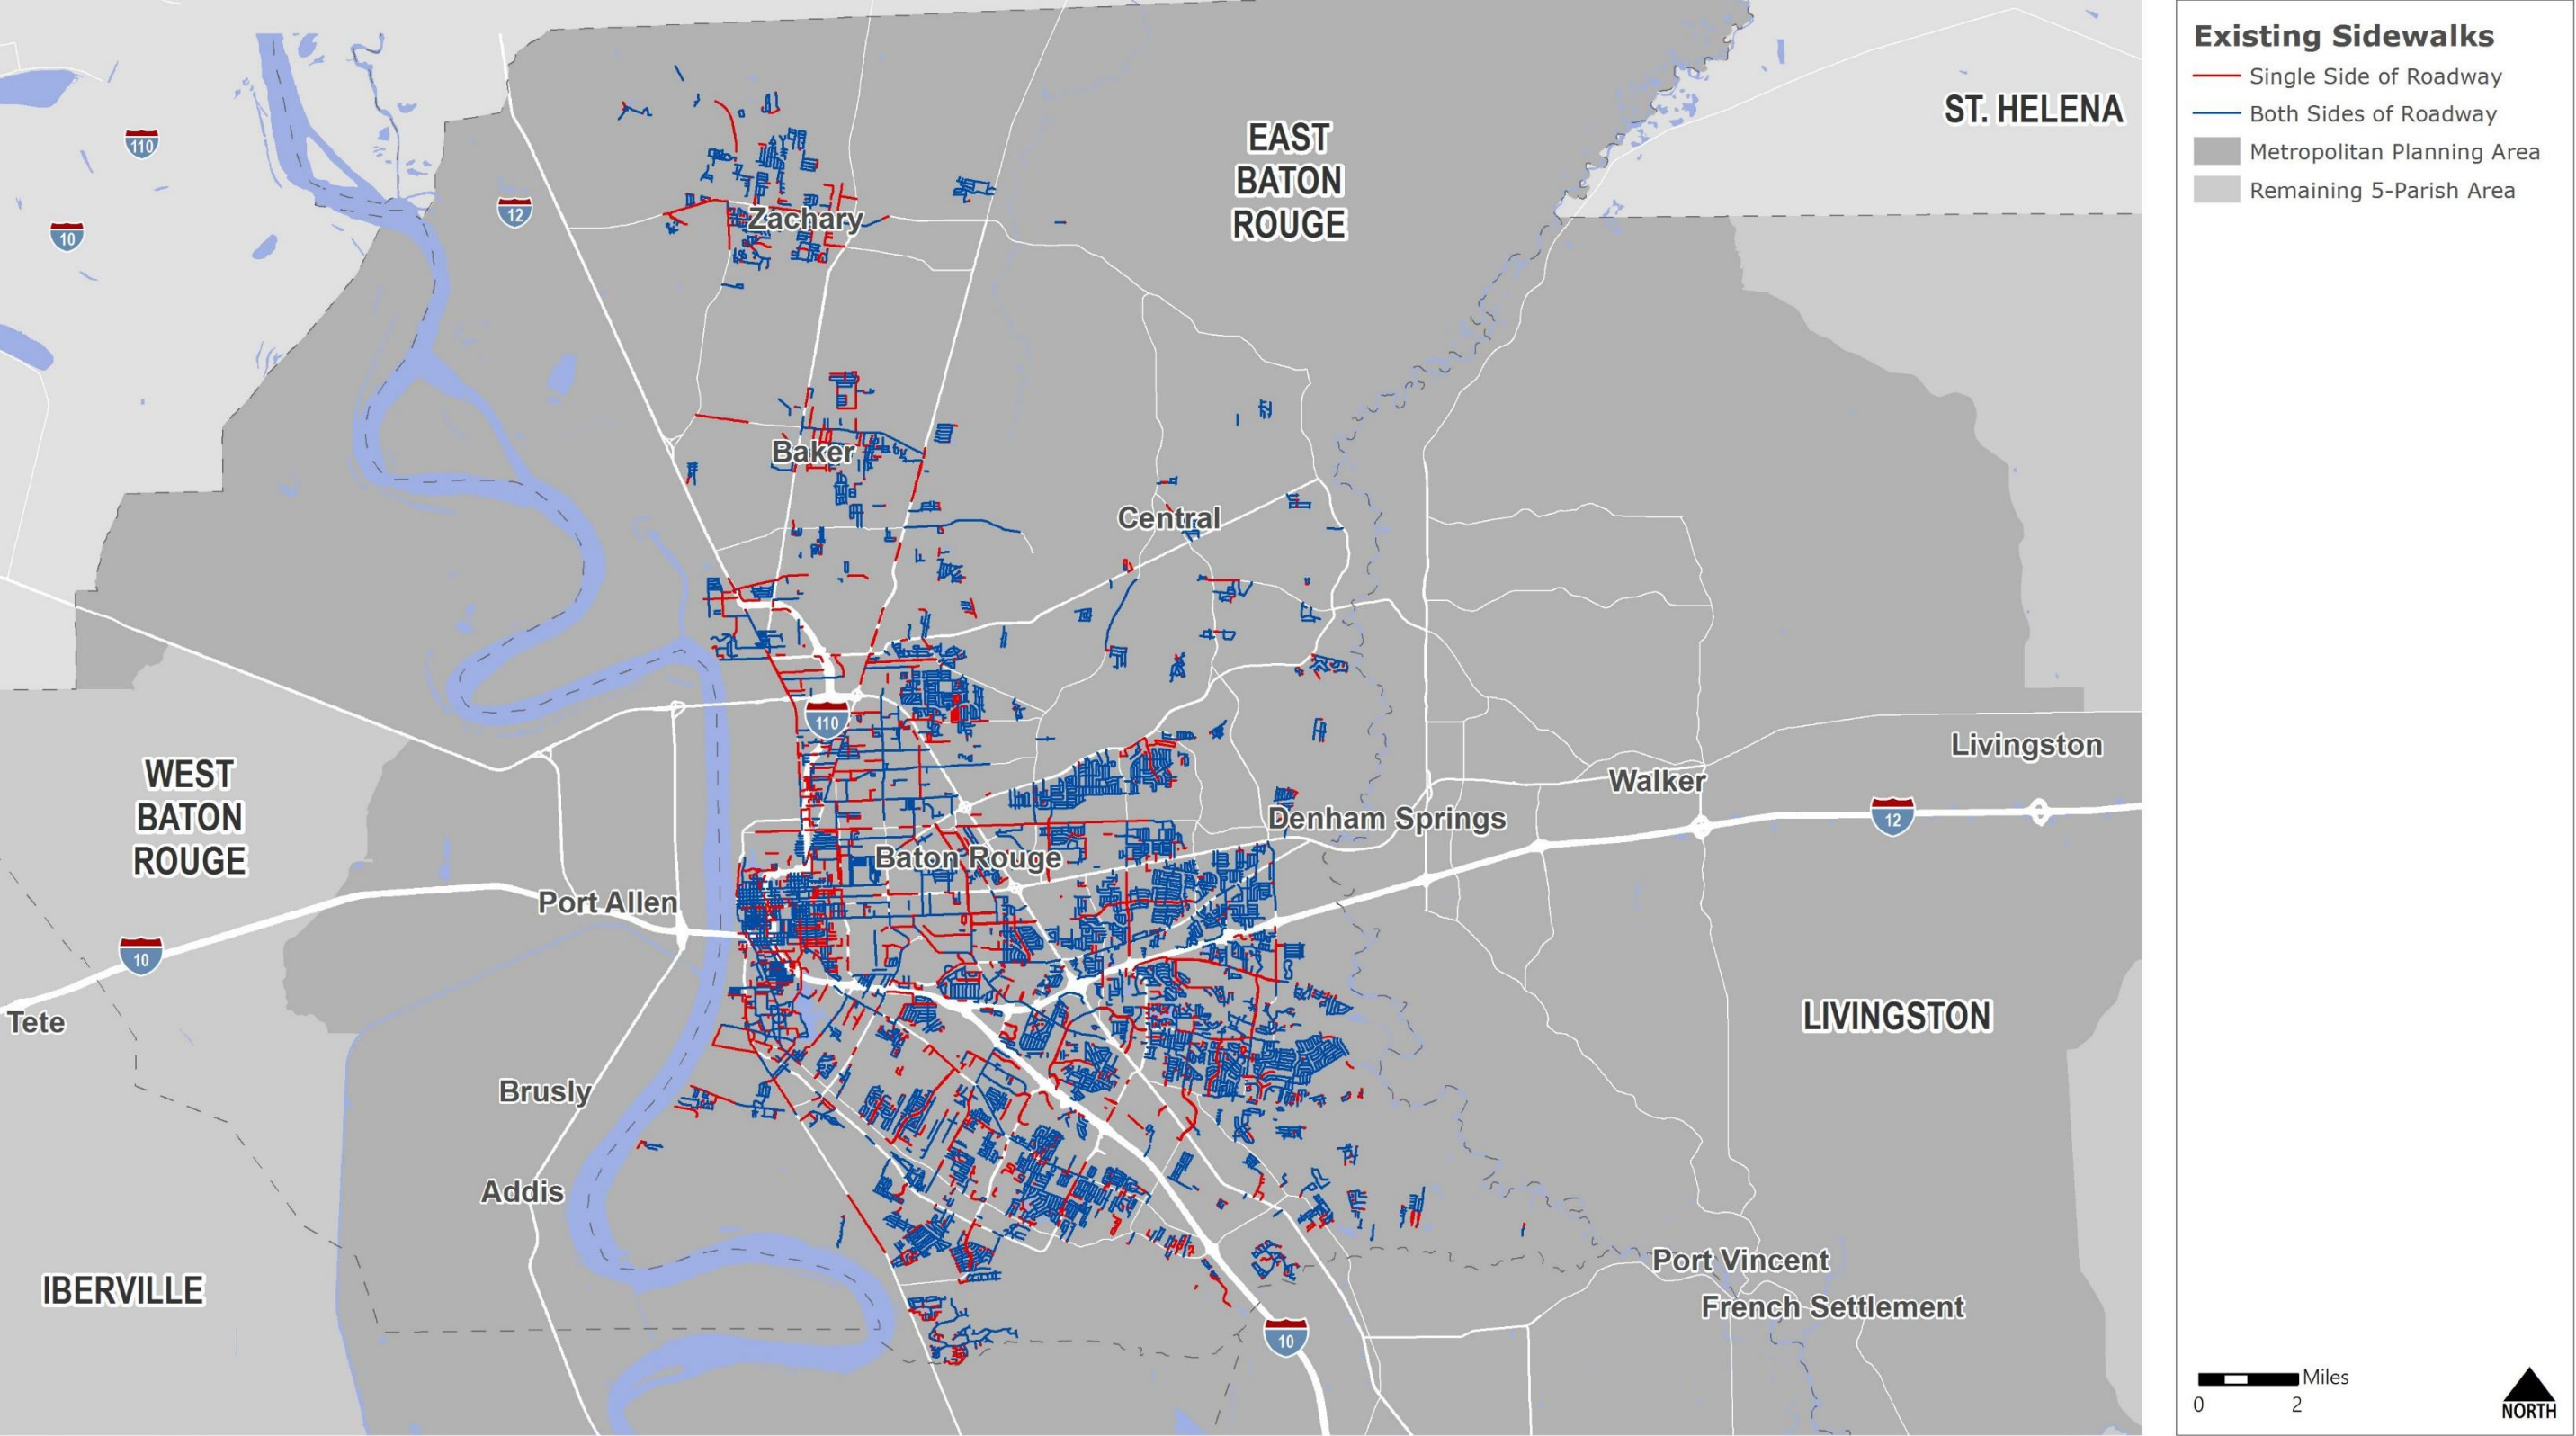 110
10
12
EAST
BATON
ROUGE
ST. HELENA
Zachary
Baker
Central
110
WEST
BATON
ROUGE
Livingston
Walker
12
Denham Springs
Baton Rouge
Port Allen
10
Tete
LIVINGSTON
Brusly
Addis
IBERVILLE
Port Vincent
French Settlement
10
Existing Sidewalks
Single Side of Roadway
Both Sides of Roadway
Metropolitan Planning Area
Remaining 5-Parish Area
Miles
0 2
NORTH